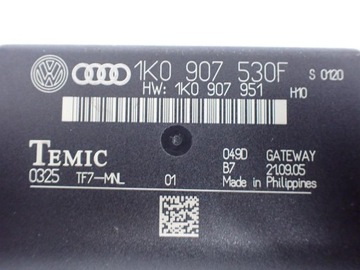 1K0 907 530F S 0120
HW: 1K0 907 951 H10
TEMIC 049D GATEWAY
B7 21.09.05
0325 TF7-MNL 01 Made in Philippines